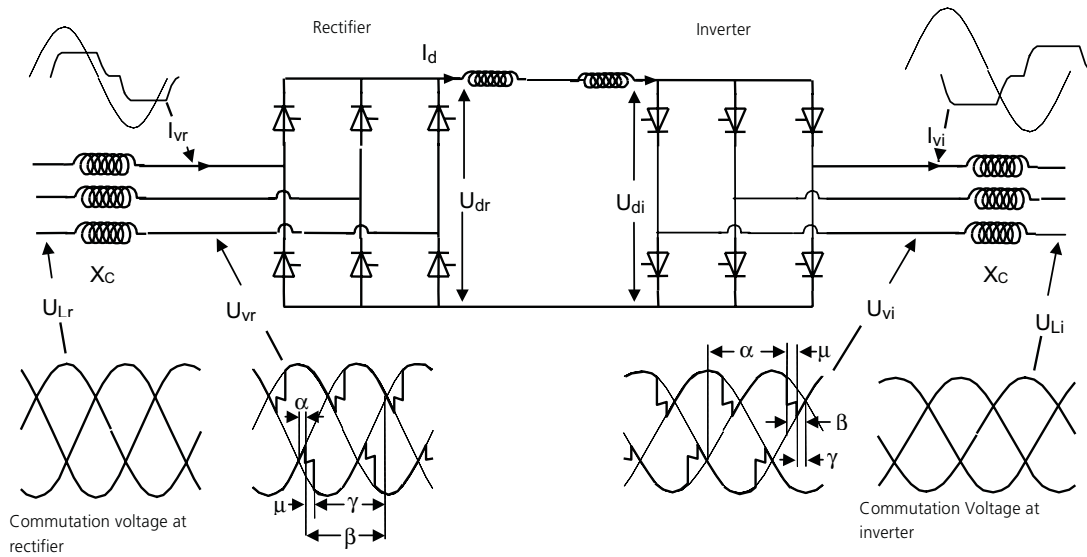 Rectifier
Inverter
I_d
I_vr
I_vi
U_dr
U_di
X_C
X_C
U_Lr
U_vr
U_vi
U_Li
α
μ
γ
β
α
μ
β
γ
Commutation voltage at
rectifier
Commutation Voltage at
inverter